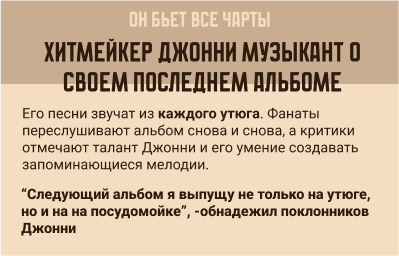 ОН БЬЕТ ВСЕ ЧАРТЫ
ХИТМЕЙКЕР ДЖОННИ МУЗЫКАНТ О
СВОЕМ ПОСЛЕДНЕМ АЛЬБОМЕ
Его песни звучат из каждого утюга. Фанаты
переслушивают альбом снова и снова, а критики
отмечают талант Джонни и его умение создавать
запоминающиеся мелодии.
“Следующий альбом я выпущу не только на утюге,
но и на на посудомойке”, -обнадежил поклонников
Джонни